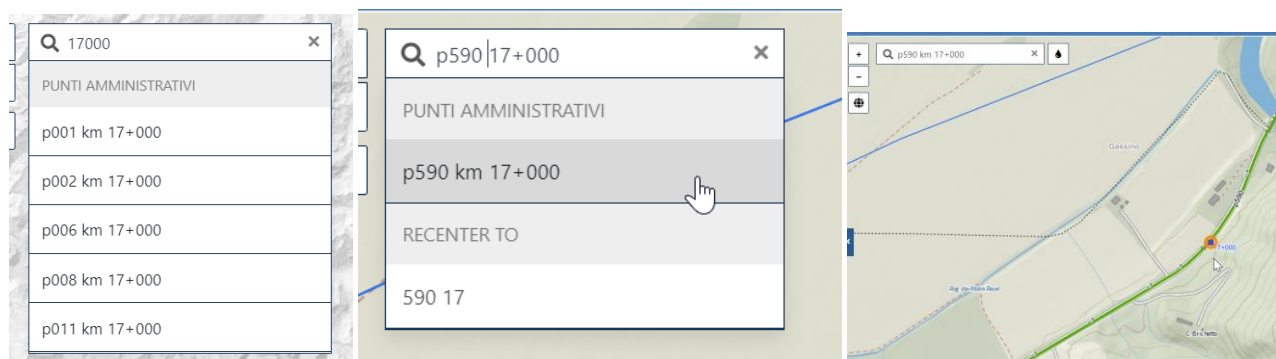 17000
PUNTI AMMINISTRATIVI
p001 km 17+000
p002 km 17+000
p006 km 17+000
p008 km 17+000
p011 km 17+000
p590 17+000
PUNTI AMMINISTRATIVI
p590 km 17+000
RECENTER TO
590 17
p590 km 17+000
Gassino
p590
17+000